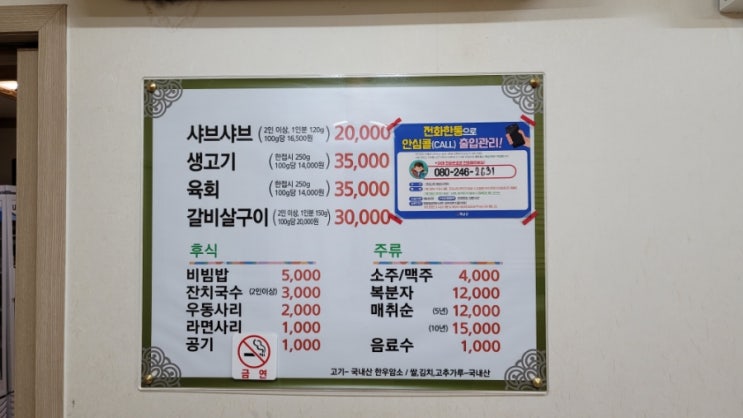 샤브샤브 (2인 이상, 1인분 120g 100g당 16,500원) 20,000
생고기 (한접시 250g 100g당 14,000원) 35,000
육회 (한접시 250g 100g당 14,000원) 35,000
갈비살구이 (2인 이상, 1인분 150g 100g당 20,000원) 30,000
전화한통으로
안심콜(CALL) 출입관리!
080-246-2631
후식
비빔밥 5,000
잔치국수 (2인이상) 3,000
우동사리 2,000
라면사리 1,000
공기 1,000
금연
주류
소주/맥주 4,000
복분자 12,000
매취순 (5년) 12,000
(10년) 15,000
음료수 1,000
고기- 국내산 한우암소 / 쌀,김치,고추가루-국내산